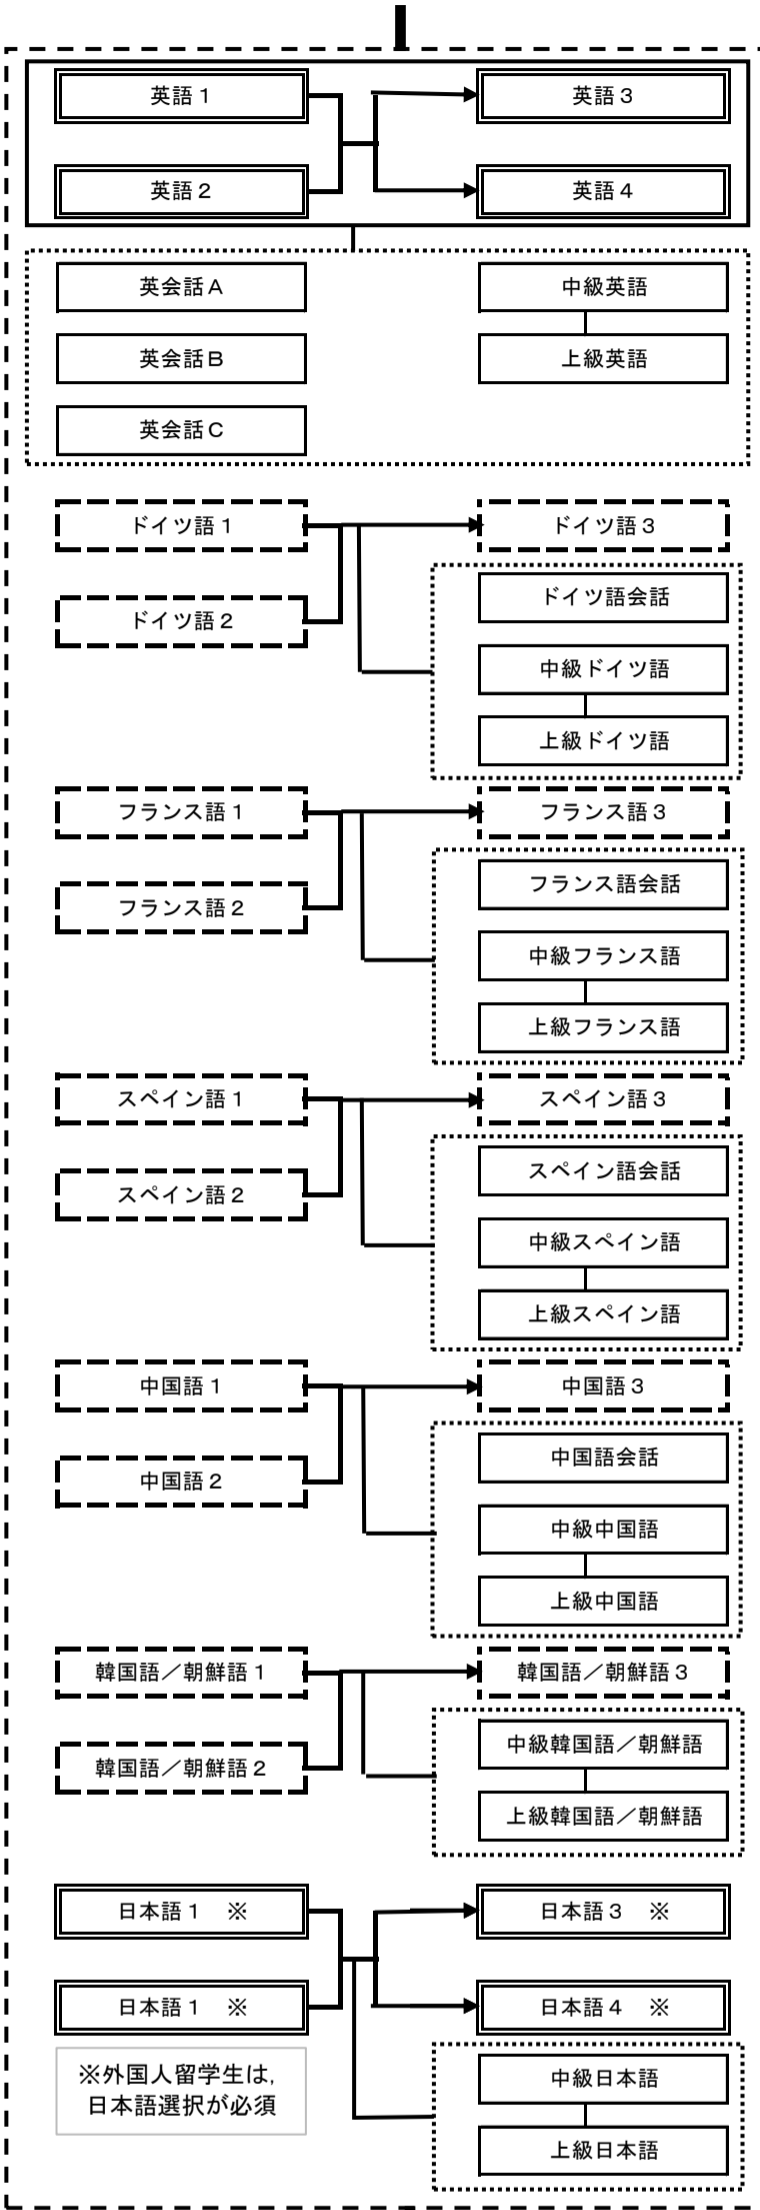 英語１
英語３
英語２
英語４
英会話Ａ
中級英語
英会話Ｂ
上級英語
英会話Ｃ
ドイツ語１
ドイツ語３
ドイツ語会話
ドイツ語２
中級ドイツ語
上級ドイツ語
フランス語１
フランス語３
フランス語会話
フランス語２
中級フランス語
上級フランス語
スペイン語１
スペイン語３
スペイン語会話
スペイン語２
中級スペイン語
上級スペイン語
中国語１
中国語３
中国語会話
中国語２
中級中国語
上級中国語
韓国語／朝鮮語１
韓国語／朝鮮語３
中級韓国語／朝鮮語
韓国語／朝鮮語２
上級韓国語／朝鮮語
日本語１　※
日本語３　※
日本語１　※
日本語４　※
※外国人留学生は，
日本語選択が必須
中級日本語
上級日本語